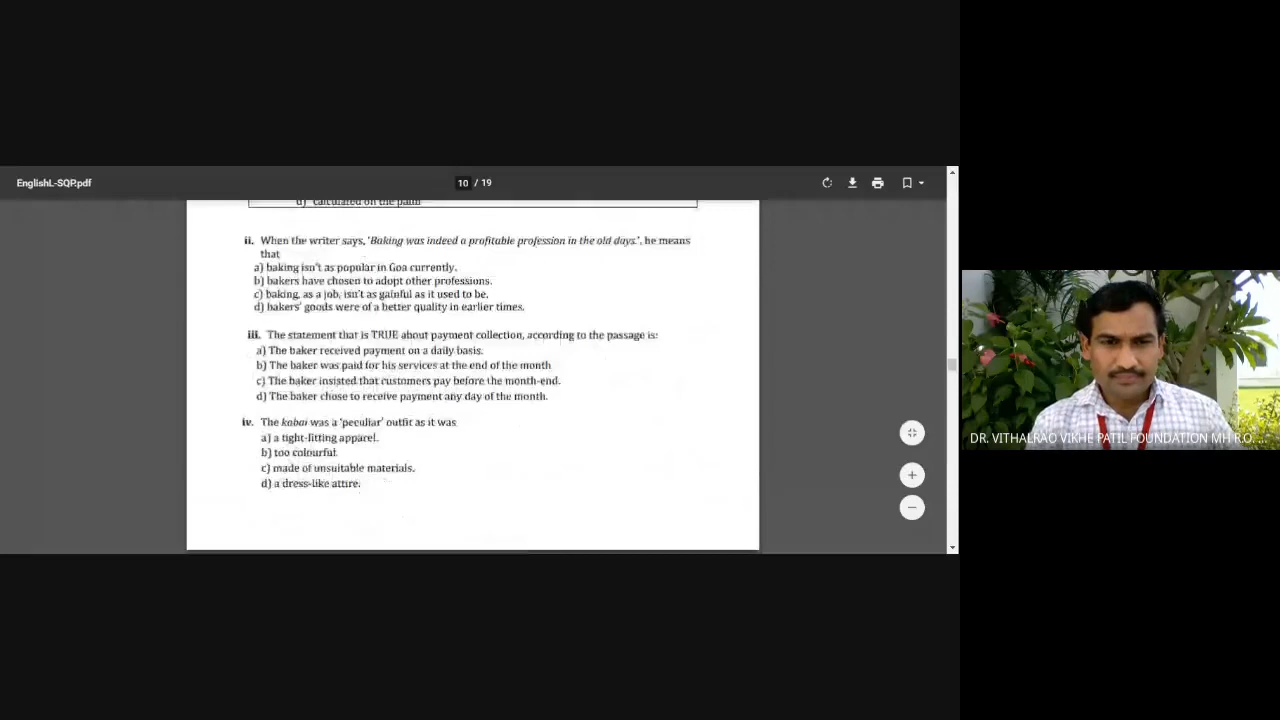 EnglishL-SQP.pdf
10 / 19
d) calculated on the palm
ii. When the writer says, 'Baking was indeed a profitable profession in the old days.', he means
that
a) baking isn't as popular in Goa currently.
b) bakers have chosen to adopt other professions.
c) baking, as a job, isn't as gainful as it used to be.
d) bakers' goods were of a better quality in earlier times.
iii. The statement that is TRUE about payment collection, according to the passage is:
a) The baker received payment on a daily basis.
b) The baker was paid for his services at the end of the month
c) The baker insisted that customers pay before the month-end.
d) The baker chose to receive payment any day of the month.
iv. The kabai was a 'peculiar' outfit as it was
a) a tight-fitting apparel.
b) too colourful.
c) made of unsuitable materials.
d) a dress-like attire.
DR. VITHALRAO VIKHE PATIL FOUNDATION MH R.O. ...